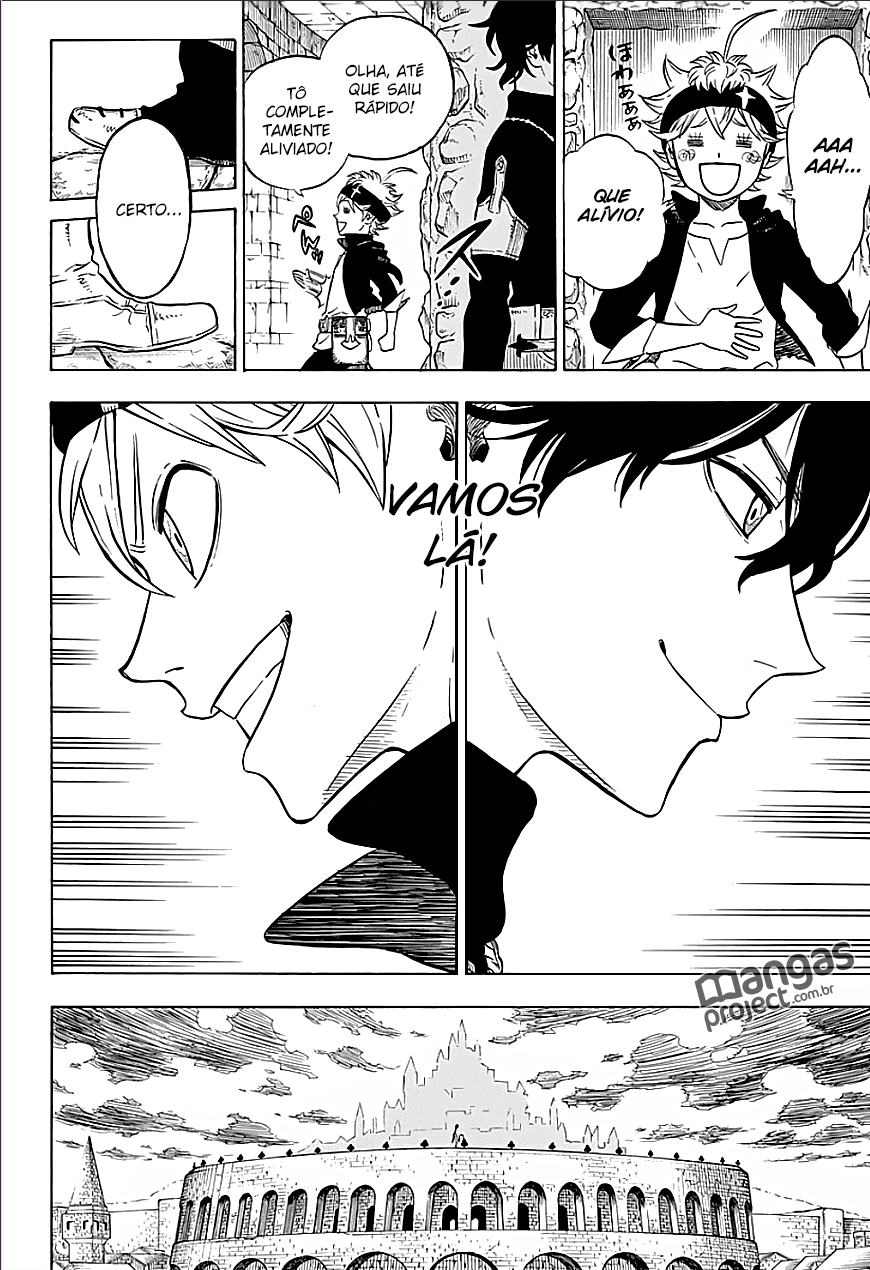 AAA
AAH...
QUE
ALÍVIO!
ほわぁぁぁ
OLHA, ATÉ
QUE SAIU
RÁPIDO!
TÔ
COMPLE-
TAMENTE
ALIVIADO!
CERTO...
VAMOS
LÁ!
mangas
project.com.br